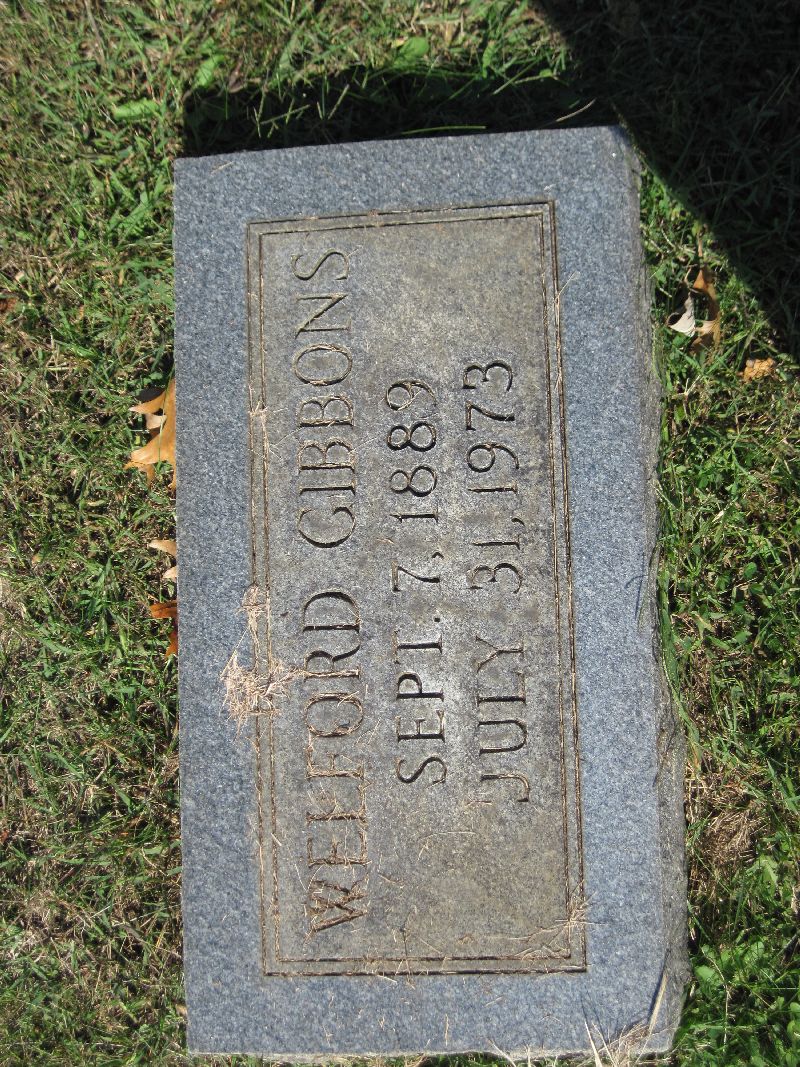 WELFORD GIBBONS
SEPT. 7, 1889
JULY 31, 1973